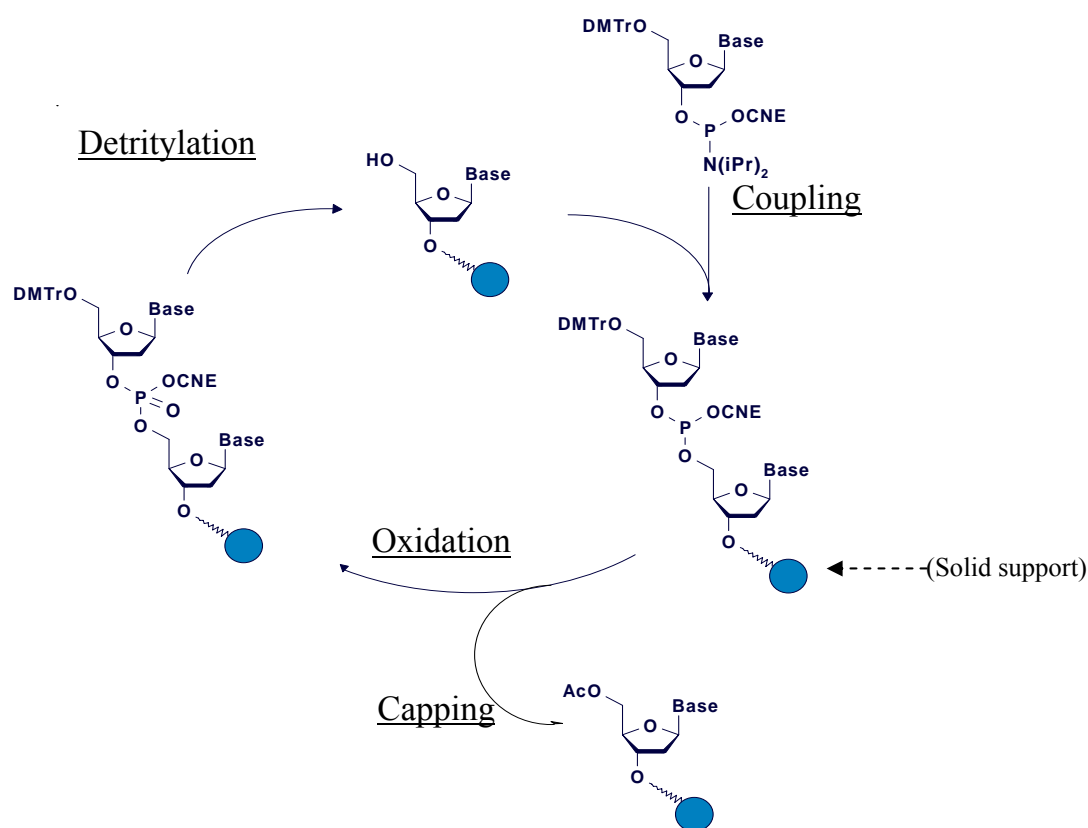 DMTrO
Base
O
O
OCNE
P
N(iPr)2
Coupling
Detritylation
HO
Base
O
O
DMTrO
Base
O
O
OCNE
P
O
O
Base
O
O
DMTrO
Base
O
O
OCNE
P
O
Base
O
O
(Solid support)
Oxidation
Capping
AcO
Base
O
O